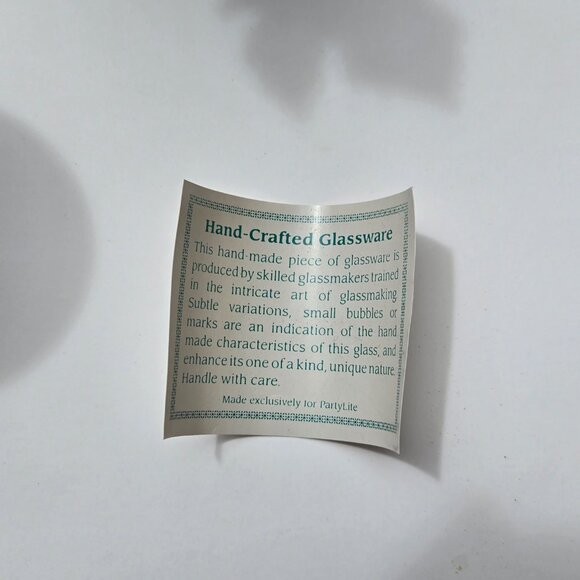 Hand-Crafted Glassware
This hand-made piece of glassware is
produced by skilled glassmakers trained
in the intricate art of glassmaking.
Subtle variations, small bubbles or
marks are an indication of the hand
made characteristics of this glass, and
enhance its one of a kind, unique nature.
Handle with care.
Made exclusively for PartyLite